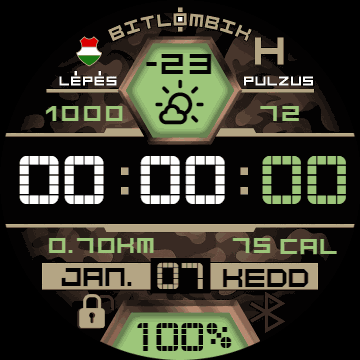 BITLOMBIK
H
-23
LÉPÉS PULZUS
1000 72
00:00:00
0.70KM 75 CAL
JAN. 07 KEDD
100%